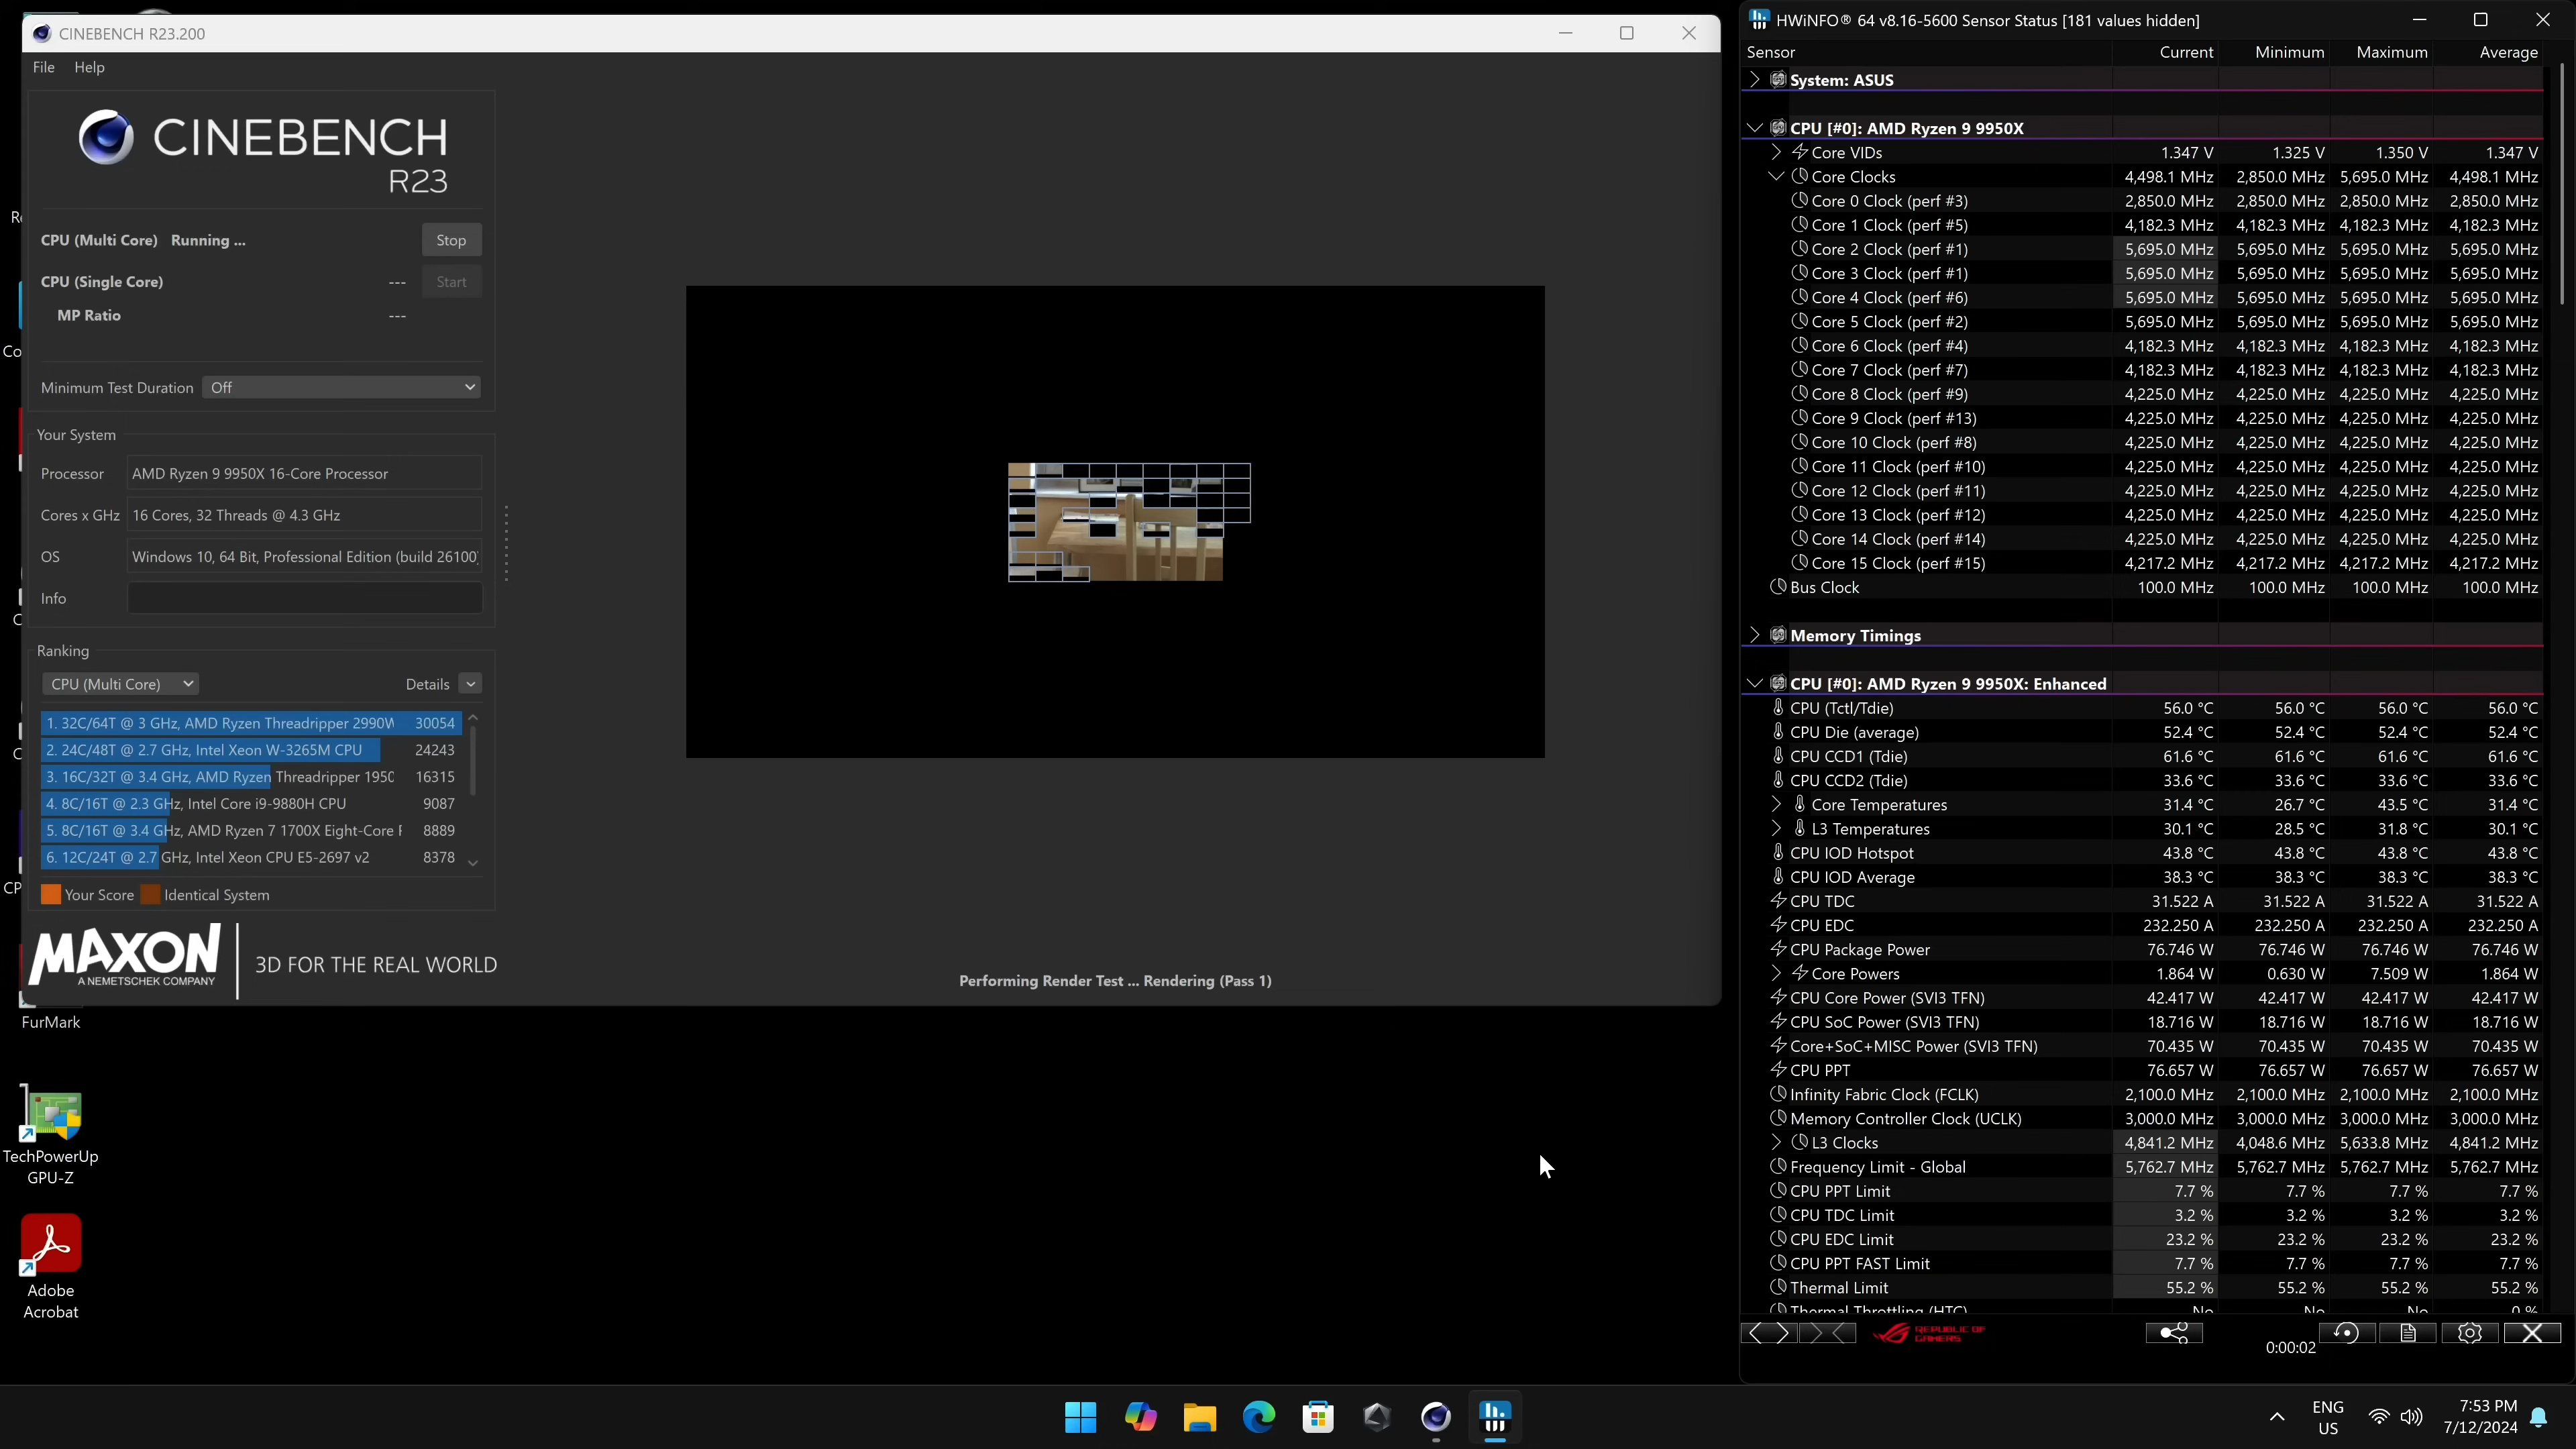 CINEBENCH R23.200
File Help
CINEBENCH
R23
CPU (Multi Core) Running ... Stop
CPU (Single Core) --- Start
MP Ratio ---
Minimum Test Duration Off
Your System
Processor AMD Ryzen 9 9950X 16-Core Processor
Cores x GHz 16 Cores, 32 Threads @ 4.3 GHz
OS Windows 10, 64 Bit, Professional Edition (build 26100)
Info
Ranking
CPU (Multi Core) Details
1. 32C/64T @ 3 GHz, AMD Ryzen Threadripper 2990W 30054
2. 24C/48T @ 2.7 GHz, Intel Xeon W-3265M CPU 24243
3. 16C/32T @ 3.4 GHz, AMD Ryzen Threadripper 1950 16315
4. 8C/16T @ 2.3 GHz, Intel Core i9-9880H CPU 9087
5. 8C/16T @ 3.4 GHz, AMD Ryzen 7 1700X Eight-Core 8889
6. 12C/24T @ 2.7 GHz, Intel Xeon CPU E5-2697 v2 8378
Your Score Identical System
MAXON
A NEMETSCHEK COMPANY
3D FOR THE REAL WORLD
Performing Render Test ... Rendering (Pass 1)
FurMark
TechPowerUp
GPU-Z
Adobe
Acrobat
HWiNFO® 64 v8.16-5600 Sensor Status [181 values hidden]
Sensor Current Minimum Maximum Average
System: ASUS
CPU [#0]: AMD Ryzen 9 9950X
Core VIDs 1.347 V 1.325 V 1.350 V 1.347 V
Core Clocks 4,498.1 MHz 2,850.0 MHz 5,695.0 MHz 4,498.1 MHz
Core 0 Clock (perf #3) 2,850.0 MHz 2,850.0 MHz 2,850.0 MHz 2,850.0 MHz
Core 1 Clock (perf #5) 4,182.3 MHz 4,182.3 MHz 4,182.3 MHz 4,182.3 MHz
Core 2 Clock (perf #1) 5,695.0 MHz 5,695.0 MHz 5,695.0 MHz 5,695.0 MHz
Core 3 Clock (perf #1) 5,695.0 MHz 5,695.0 MHz 5,695.0 MHz 5,695.0 MHz
Core 4 Clock (perf #6) 5,695.0 MHz 5,695.0 MHz 5,695.0 MHz 5,695.0 MHz
Core 5 Clock (perf #2) 5,695.0 MHz 5,695.0 MHz 5,695.0 MHz 5,695.0 MHz
Core 6 Clock (perf #4) 4,182.3 MHz 4,182.3 MHz 4,182.3 MHz 4,182.3 MHz
Core 7 Clock (perf #7) 4,182.3 MHz 4,182.3 MHz 4,182.3 MHz 4,182.3 MHz
Core 8 Clock (perf #9) 4,225.0 MHz 4,225.0 MHz 4,225.0 MHz 4,225.0 MHz
Core 9 Clock (perf #13) 4,225.0 MHz 4,225.0 MHz 4,225.0 MHz 4,225.0 MHz
Core 10 Clock (perf #8) 4,225.0 MHz 4,225.0 MHz 4,225.0 MHz 4,225.0 MHz
Core 11 Clock (perf #10) 4,225.0 MHz 4,225.0 MHz 4,225.0 MHz 4,225.0 MHz
Core 12 Clock (perf #11) 4,225.0 MHz 4,225.0 MHz 4,225.0 MHz 4,225.0 MHz
Core 13 Clock (perf #12) 4,225.0 MHz 4,225.0 MHz 4,225.0 MHz 4,225.0 MHz
Core 14 Clock (perf #14) 4,225.0 MHz 4,225.0 MHz 4,225.0 MHz 4,225.0 MHz
Core 15 Clock (perf #15) 4,217.2 MHz 4,217.2 MHz 4,217.2 MHz 4,217.2 MHz
Bus Clock 100.0 MHz 100.0 MHz 100.0 MHz 100.0 MHz
Memory Timings
CPU [#0]: AMD Ryzen 9 9950X: Enhanced
CPU (Tctl/Tdie) 56.0 °C 56.0 °C 56.0 °C 56.0 °C
CPU Die (average) 52.4 °C 52.4 °C 52.4 °C 52.4 °C
CPU CCD1 (Tdie) 61.6 °C 61.6 °C 61.6 °C 61.6 °C
CPU CCD2 (Tdie) 33.6 °C 33.6 °C 33.6 °C 33.6 °C
Core Temperatures 31.4 °C 26.7 °C 43.5 °C 31.4 °C
L3 Temperatures 30.1 °C 28.5 °C 31.8 °C 30.1 °C
CPU IOD Hotspot 43.8 °C 43.8 °C 43.8 °C 43.8 °C
CPU IOD Average 38.3 °C 38.3 °C 38.3 °C 38.3 °C
CPU TDC 31.522 A 31.522 A 31.522 A 31.522 A
CPU EDC 232.250 A 232.250 A 232.250 A 232.250 A
CPU Package Power 76.746 W 76.746 W 76.746 W 76.746 W
Core Powers 1.864 W 0.630 W 7.509 W 1.864 W
CPU Core Power (SVI3 TFN) 42.417 W 42.417 W 42.417 W 42.417 W
CPU SoC Power (SVI3 TFN) 18.716 W 18.716 W 18.716 W 18.716 W
Core+SoC+MISC Power (SVI3 TFN) 70.435 W 70.435 W 70.435 W 70.435 W
CPU PPT 76.657 W 76.657 W 76.657 W 76.657 W
Infinity Fabric Clock (FCLK) 2,100.0 MHz 2,100.0 MHz 2,100.0 MHz 2,100.0 MHz
Memory Controller Clock (UCLK) 3,000.0 MHz 3,000.0 MHz 3,000.0 MHz 3,000.0 MHz
L3 Clocks 4,841.2 MHz 4,048.6 MHz 5,633.8 MHz 4,841.2 MHz
Frequency Limit - Global 5,762.7 MHz 5,762.7 MHz 5,762.7 MHz 5,762.7 MHz
CPU PPT Limit 7.7 % 7.7 % 7.7 % 7.7 %
CPU TDC Limit 3.2 % 3.2 % 3.2 % 3.2 %
CPU EDC Limit 23.2 % 23.2 % 23.2 % 23.2 %
CPU PPT FAST Limit 7.7 % 7.7 % 7.7 % 7.7 %
Thermal Limit 55.2 % 55.2 % 55.2 % 55.2 %
Thermal Throttling (HTC) No No No 0 %
REPUBLIC OF
GAMERS
0:00:02
ENG
US
7:53 PM
7/12/2024